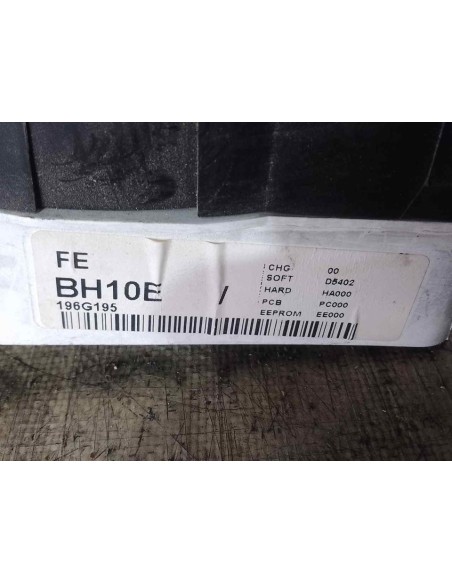 FE
BH10E /
196G195
CHG 00
SOFT D5402
HARD HA000
PCB PC000
EEPROM EE000